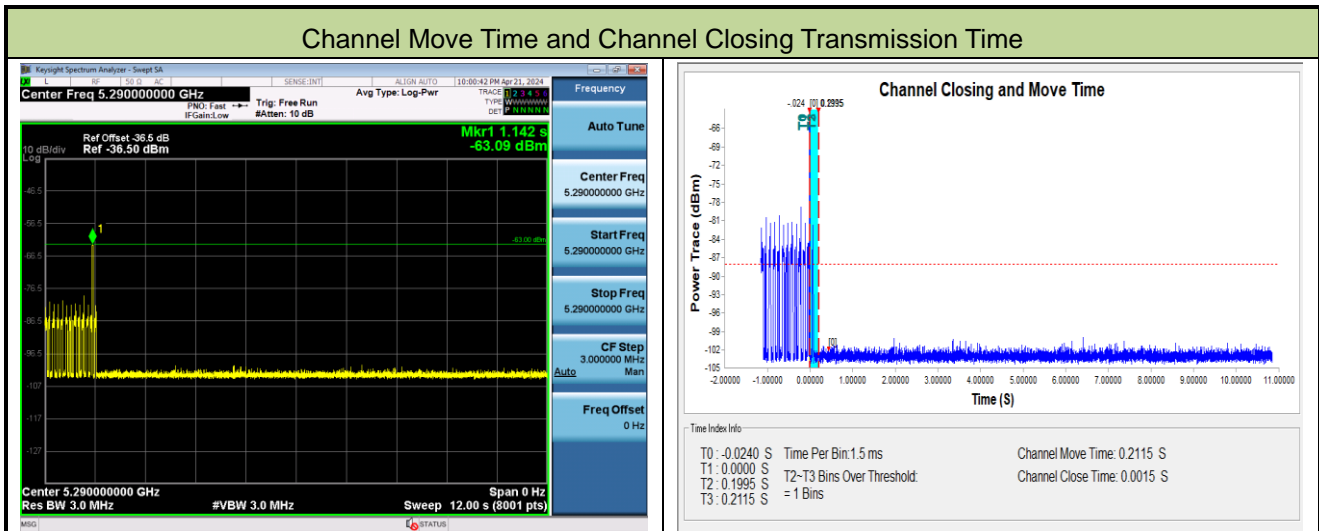 Channel Move Time and Channel Closing Transmission Time
Keysight Spectrum Analyzer - Swept SA
L RF 50 Ω AC SENSE:INT ALIGN AUTO 10:00:42 PM Apr 21, 2024
Center Freq 5.290000000 GHz
PNO: Fast
IFGain:Low
Trig: Free Run
#Atten: 10 dB
Avg Type: Log-Pwr
TRACE 1 2 3 4 5 6
TYPE WWWWWW
DET P N N N N N
Ref Offset -36.5 dB
10 dB/div Ref -36.50 dBm
Log
Mkr1 1.142 s
-63.09 dBm
1
-63.00 dBm
-46.5
-56.5
-66.5
-76.5
-86.5
-96.5
-107
-117
-127
Center 5.290000000 GHz Span 0 Hz
Res BW 3.0 MHz #VBW 3.0 MHz Sweep 12.00 s (8001 pts)
MSG STATUS
Frequency
Auto Tune
Center Freq
5.290000000 GHz
Start Freq
5.290000000 GHz
Stop Freq
5.290000000 GHz
CF Step
3.000000 MHz
Auto Man
Freq Offset
0 Hz
Channel Closing and Move Time
-.024 [0] 0.2995
Power Trace (dBm)
-66
-69
-72
-75
-78
-81
-84
-87
-90
-93
-96
-99
-102
-105
[0]
-2.00000 -1.00000 0.00000 1.00000 2.00000 3.00000 4.00000 5.00000 6.00000 7.00000 8.00000 9.00000 10.00000 11.00000
Time (S)
Time Index Info
T0 : -0.0240 S
T1 : 0.0000 S
T2 : 0.1995 S
T3 : 0.2115 S
Time Per Bin:1.5 ms
T2~T3 Bins Over Threshold:
= 1 Bins
Channel Move Time: 0.2115 S
Channel Close Time: 0.0015 S